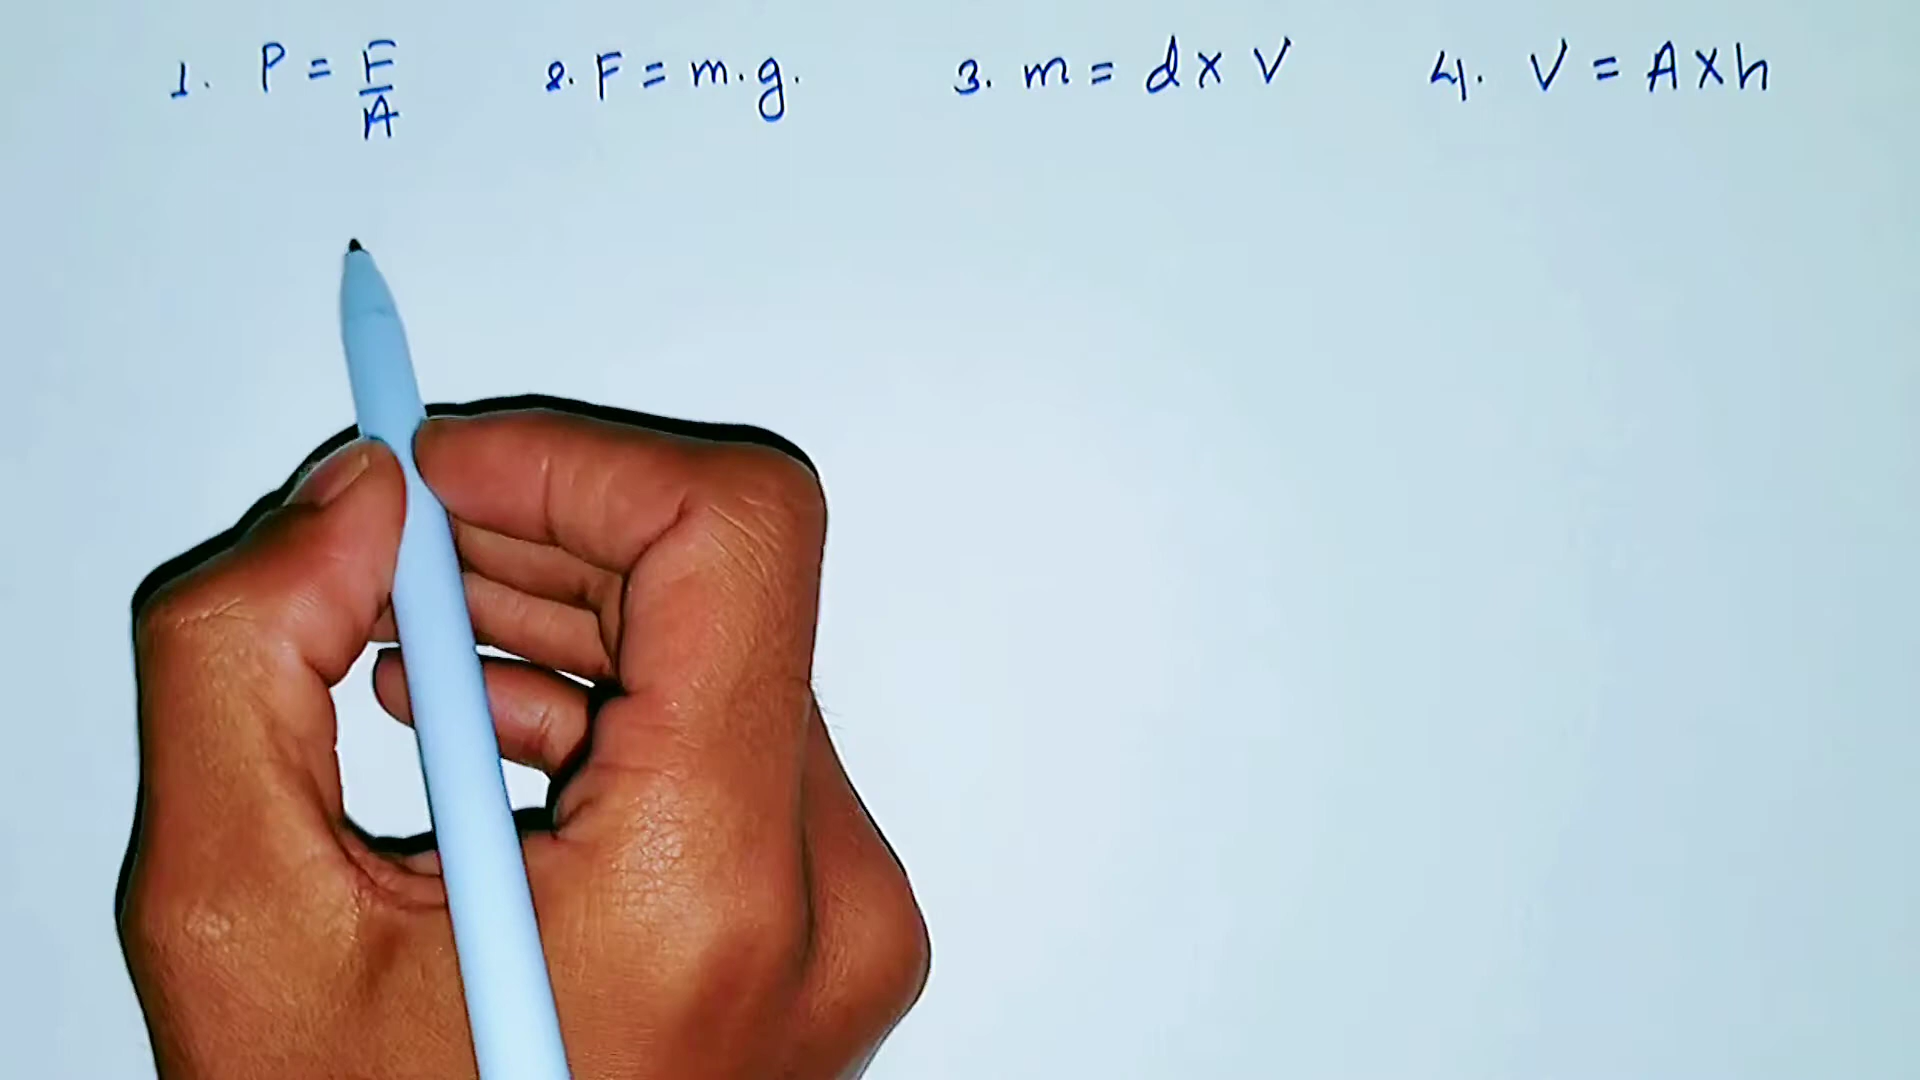 1. P = F/A 2. F = m.g. 3. m = d x V 4. V = A x h